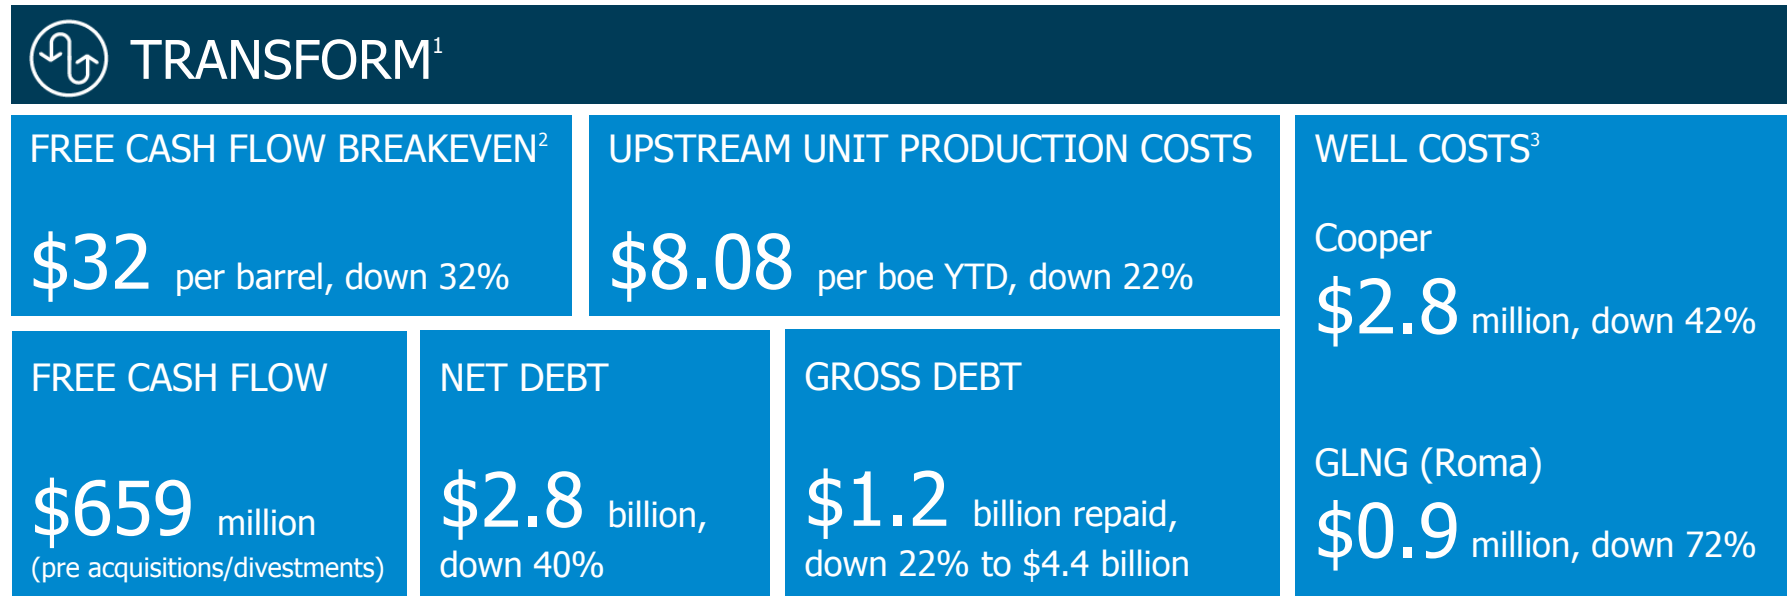 TRANSFORM¹
FREE CASH FLOW BREAKEVEN²
$32 per barrel, down 32%
UPSTREAM UNIT PRODUCTION COSTS
$8.08 per boe YTD, down 22%
WELL COSTS³
Cooper
$2.8 million, down 42%
GLNG (Roma)
$0.9 million, down 72%
FREE CASH FLOW
$659 million
(pre acquisitions/divestments)
NET DEBT
$2.8 billion,
down 40%
GROSS DEBT
$1.2 billion repaid,
down 22% to $4.4 billion